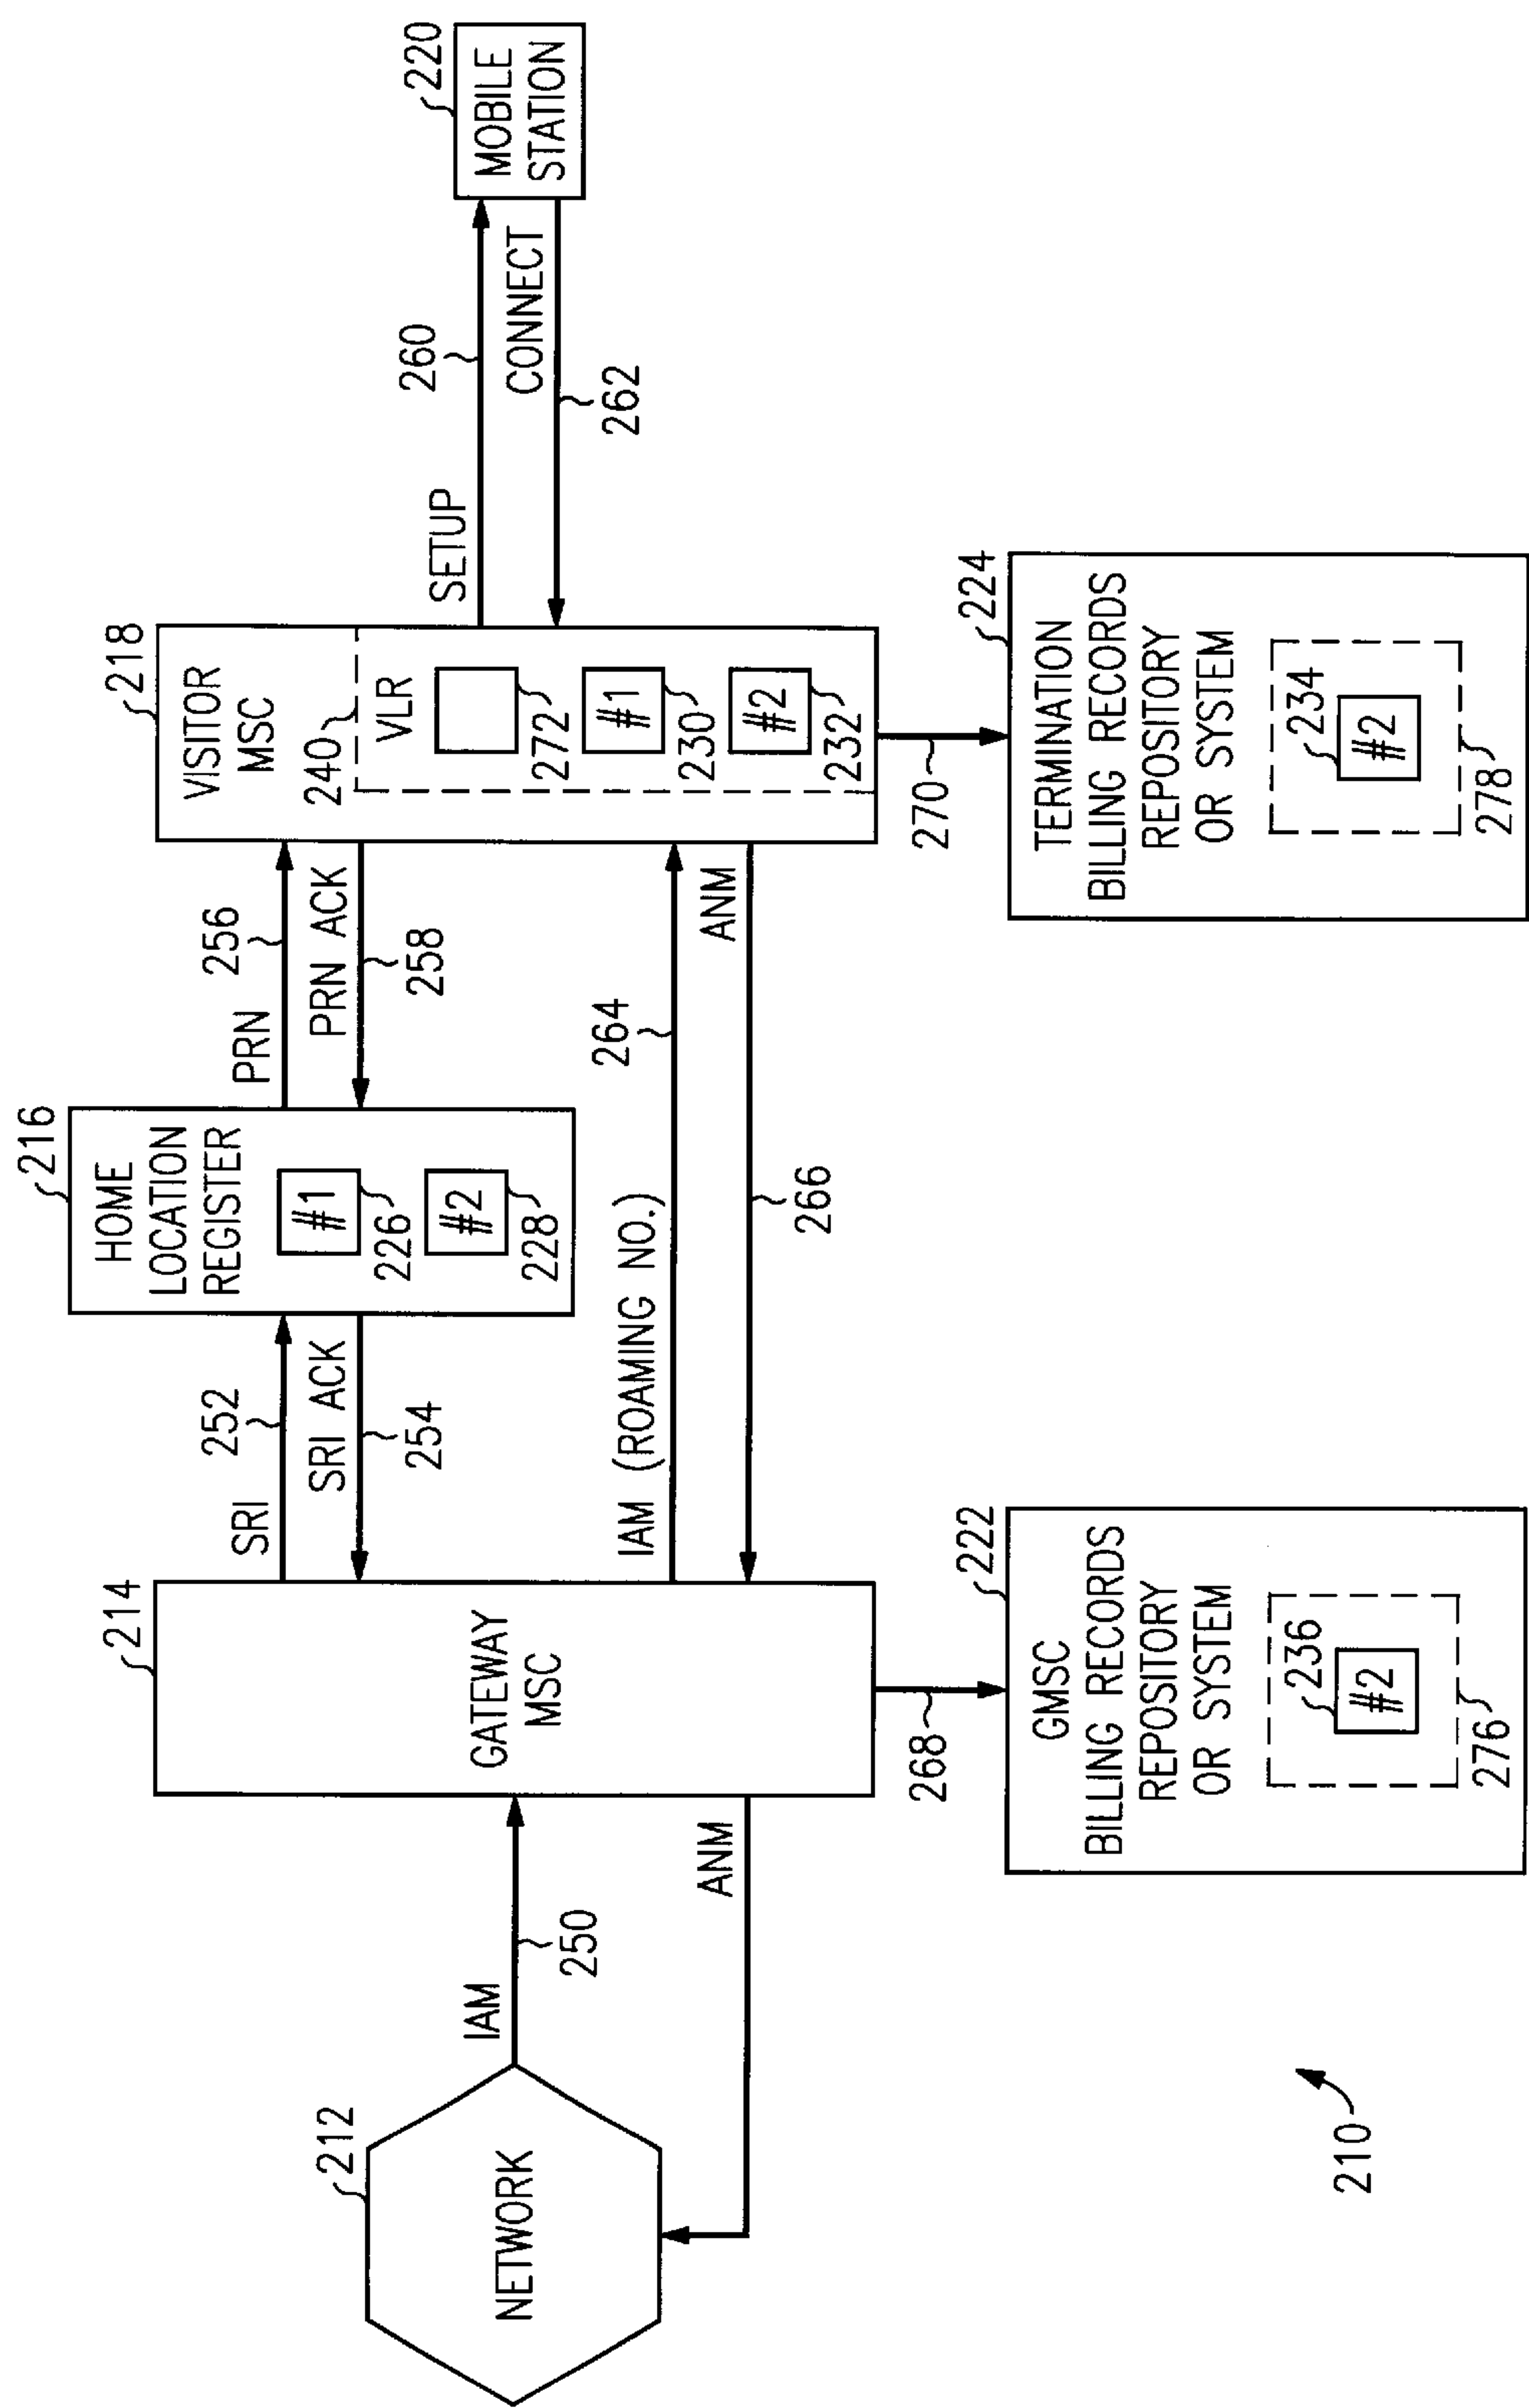 216
HOME
LOCATION
REGISTER
#1
226
#2
228
214
GATEWAY
MSC
218
VISITOR
MSC
240
VLR
272
#1
230
#2
232
220
MOBILE
STATION
212
NETWORK
IAM
250
ANM
SRI
252
SRI ACK
254
PRN
256
PRN ACK
258
SETUP
260
CONNECT
262
IAM (ROAMING NO.)
264
ANM
266
268
270
222
GMSC
BILLING RECORDS
REPOSITORY
OR SYSTEM
236
#2
276
224
TERMINATION
BILLING RECORDS
REPOSITORY
OR SYSTEM
234
#2
278
210